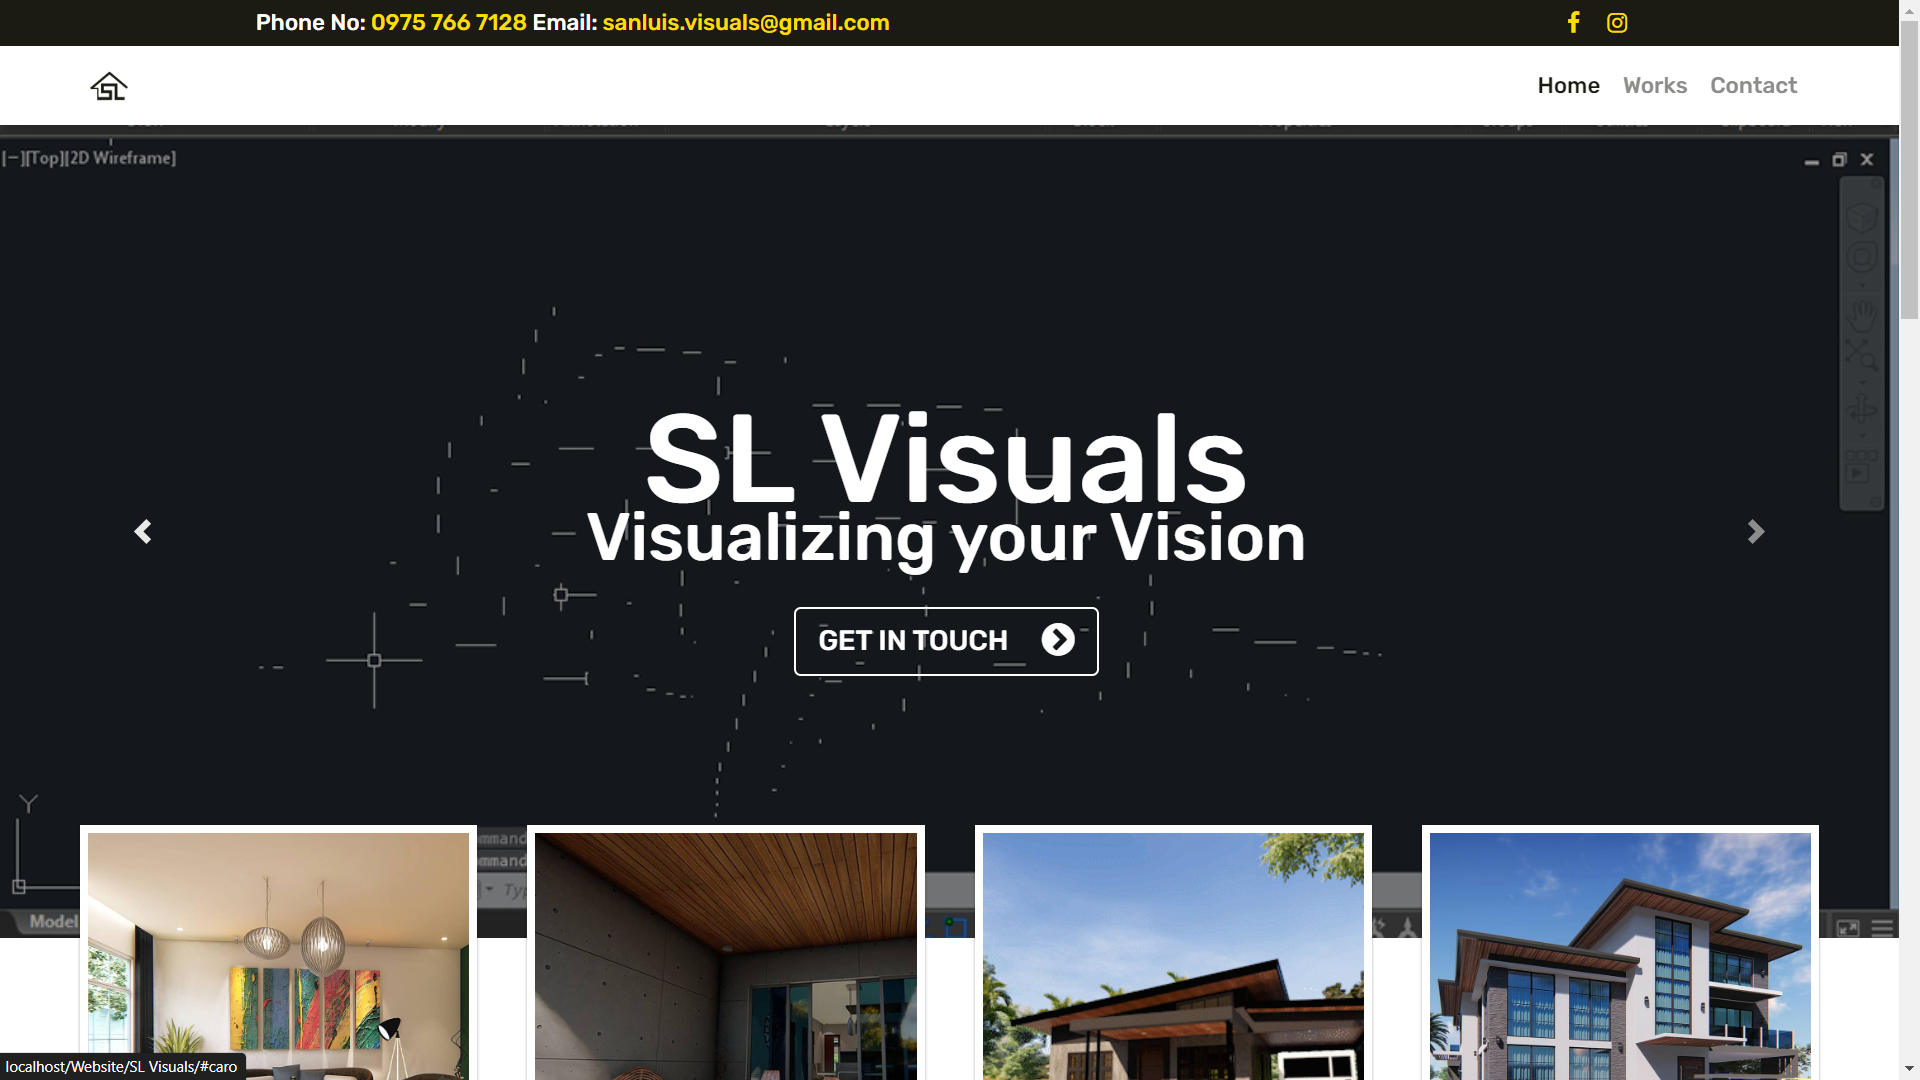 Phone No: 0975 766 7128 Email: sanluis.visuals@gmail.com
SL
Home Works Contact
[−][Top][2D Wireframe]
SL Visuals
Visualizing your Vision
GET IN TOUCH
Y
Model
localhost/Website/SL Visuals/#caro